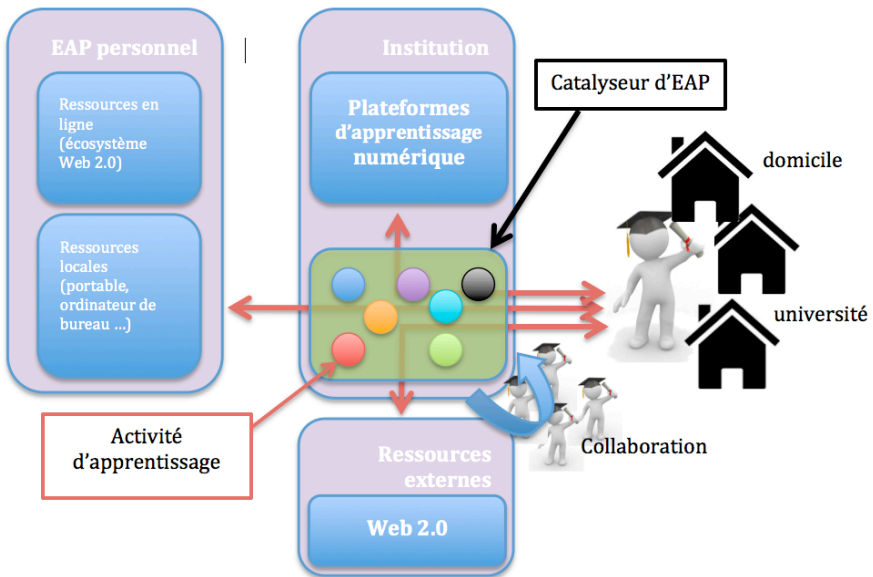 EAP personnel
Ressources en
ligne
(écosystème
Web 2.0)
Ressources
locales
(portable,
ordinateur de
bureau ...)
Institution
Plateformes
d'apprentissage
numérique
Catalyseur d'EAP
domicile
université
Collaboration
Activité
d'apprentissage
Ressources
externes
Web 2.0